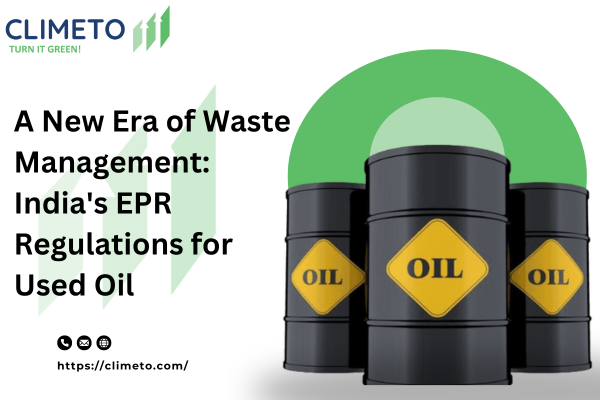 CLIMETO
TURN IT GREEN!
A New Era of Waste
Management:
India's EPR
Regulations for
Used Oil
https://climeto.com/
OIL
OIL
OIL